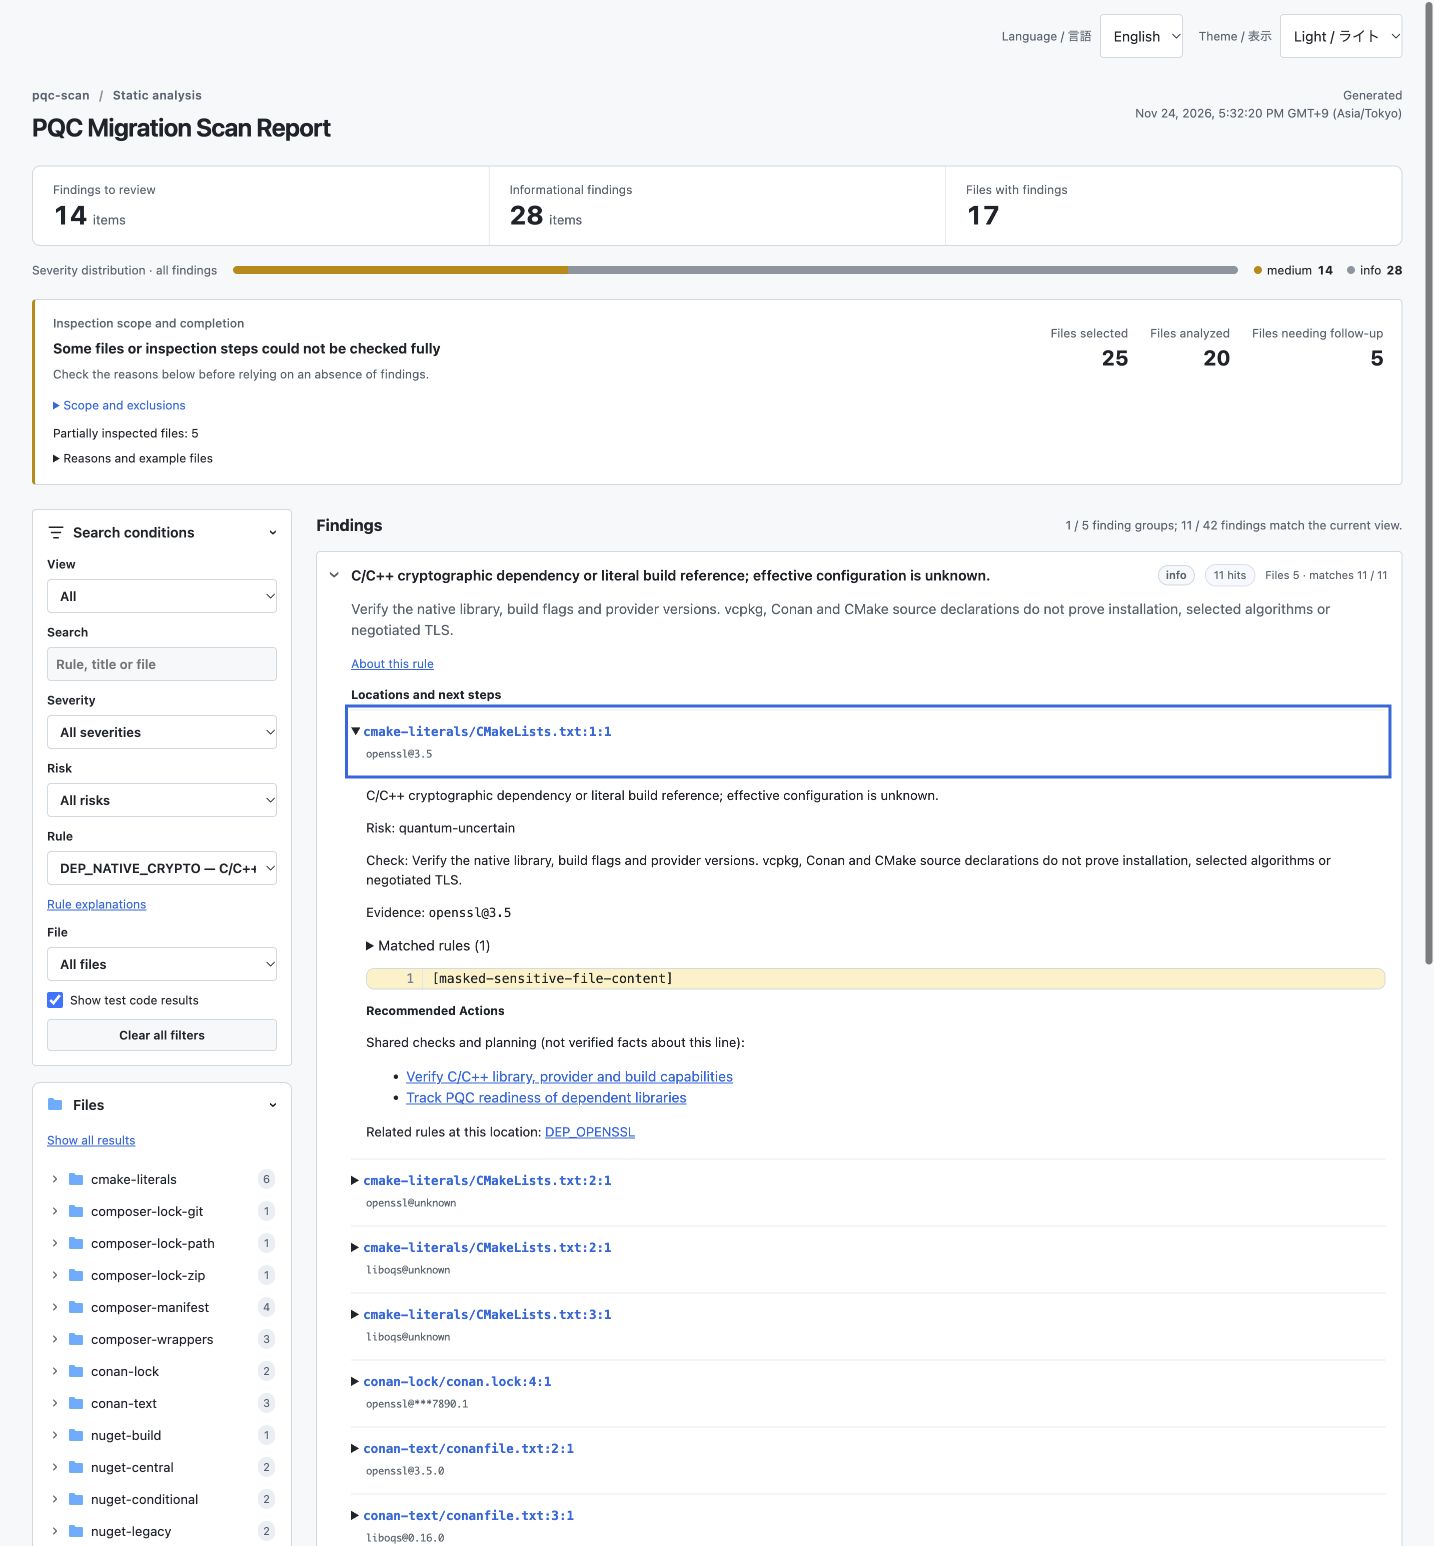 Language / 言語
English
Theme / 表示
Light / ライト
pqc-scan / Static analysis
PQC Migration Scan Report
Generated
Nov 24, 2026, 5:32:20 PM GMT+9 (Asia/Tokyo)
Findings to review
14 items
Informational findings
28 items
Files with findings
17
Severity distribution · all findings
medium 14
info 28
Inspection scope and completion
Some files or inspection steps could not be checked fully
Check the reasons below before relying on an absence of findings.
Scope and exclusions
Partially inspected files: 5
Reasons and example files
Files selected
25
Files analyzed
20
Files needing follow-up
5
Search conditions
View
All
Search
Rule, title or file
Severity
All severities
Risk
All risks
Rule
DEP_NATIVE_CRYPTO — C/C++
Rule explanations
File
All files
Show test code results
Clear all filters
Files
Show all results
cmake-literals 6
composer-lock-git 1
composer-lock-path 1
composer-lock-zip 1
composer-manifest 4
composer-wrappers 3
conan-lock 2
conan-text 3
nuget-build 1
nuget-central 2
nuget-conditional 2
nuget-legacy 2
Findings
1 / 5 finding groups; 11 / 42 findings match the current view.
C/C++ cryptographic dependency or literal build reference; effective configuration is unknown.
info
11 hits
Files 5 · matches 11 / 11
Verify the native library, build flags and provider versions. vcpkg, Conan and CMake source declarations do not prove installation, selected algorithms or
negotiated TLS.
About this rule
Locations and next steps
cmake-literals/CMakeLists.txt:1:1
openssl@3.5
C/C++ cryptographic dependency or literal build reference; effective configuration is unknown.
Risk: quantum-uncertain
Check: Verify the native library, build flags and provider versions. vcpkg, Conan and CMake source declarations do not prove installation, selected algorithms or
negotiated TLS.
Evidence: openssl@3.5
Matched rules (1)
1 [masked-sensitive-file-content]
Recommended Actions
Shared checks and planning (not verified facts about this line):
• Verify C/C++ library, provider and build capabilities
• Track PQC readiness of dependent libraries
Related rules at this location: DEP_OPENSSL
cmake-literals/CMakeLists.txt:2:1
openssl@unknown
cmake-literals/CMakeLists.txt:2:1
liboqs@unknown
cmake-literals/CMakeLists.txt:3:1
liboqs@unknown
conan-lock/conan.lock:4:1
openssl@***7890.1
conan-text/conanfile.txt:2:1
openssl@3.5.0
conan-text/conanfile.txt:3:1
liboqs@0.16.0